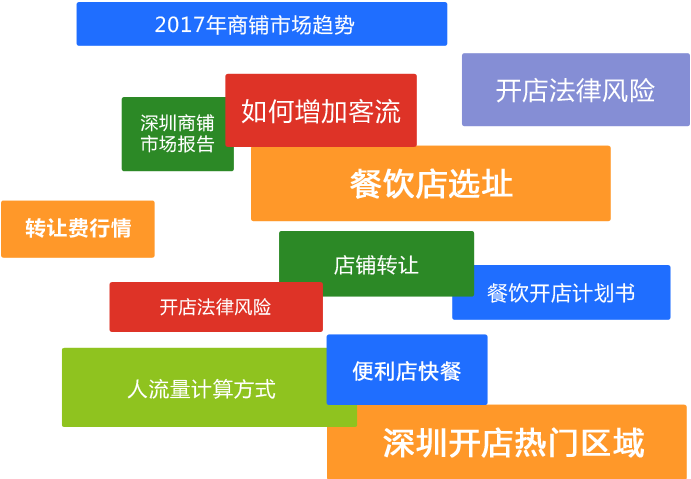 2017年商铺市场趋势
开店法律风险
如何增加客流
深圳商铺
市场报告
餐饮店选址
转让费行情
店铺转让
餐饮开店计划书
开店法律风险
便利店快餐
人流量计算方式
深圳开店热门区域